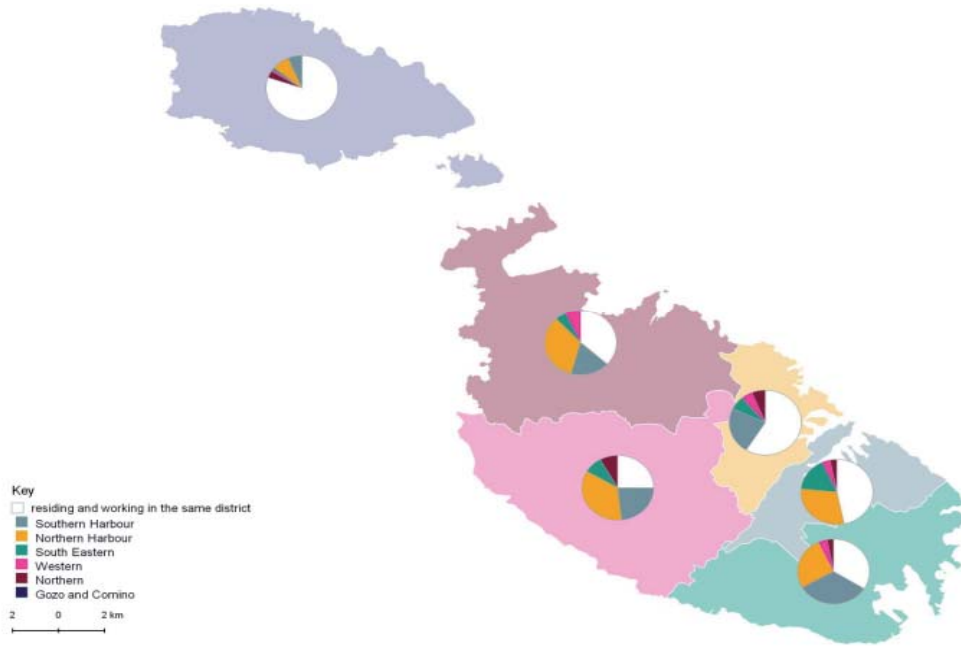 Key
residing and working in the same district
Southern Harbour
Northern Harbour
South Eastern
Western
Northern
Gozo and Comino
2 0 2 km